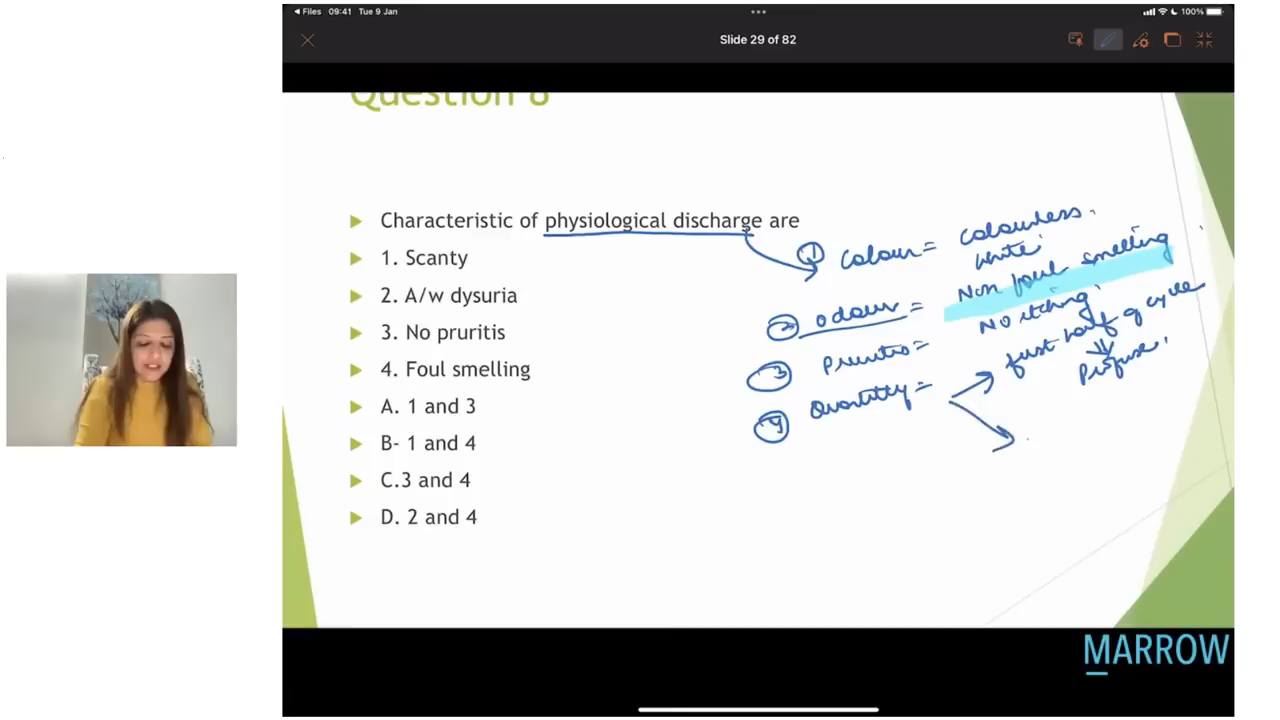 Files 09:41 Tue 9 Jan
100%
Slide 29 of 82
Question 8
Characteristic of physiological discharge are
1. Scanty
2. A/w dysuria
3. No pruritis
4. Foul smelling
A. 1 and 3
B- 1 and 4
C.3 and 4
D. 2 and 4
① Colour = colourless.
white
② odour = Non foul smelling
③ = No itching
④ Quantity = first half of cycle
Profuse.
MARROW